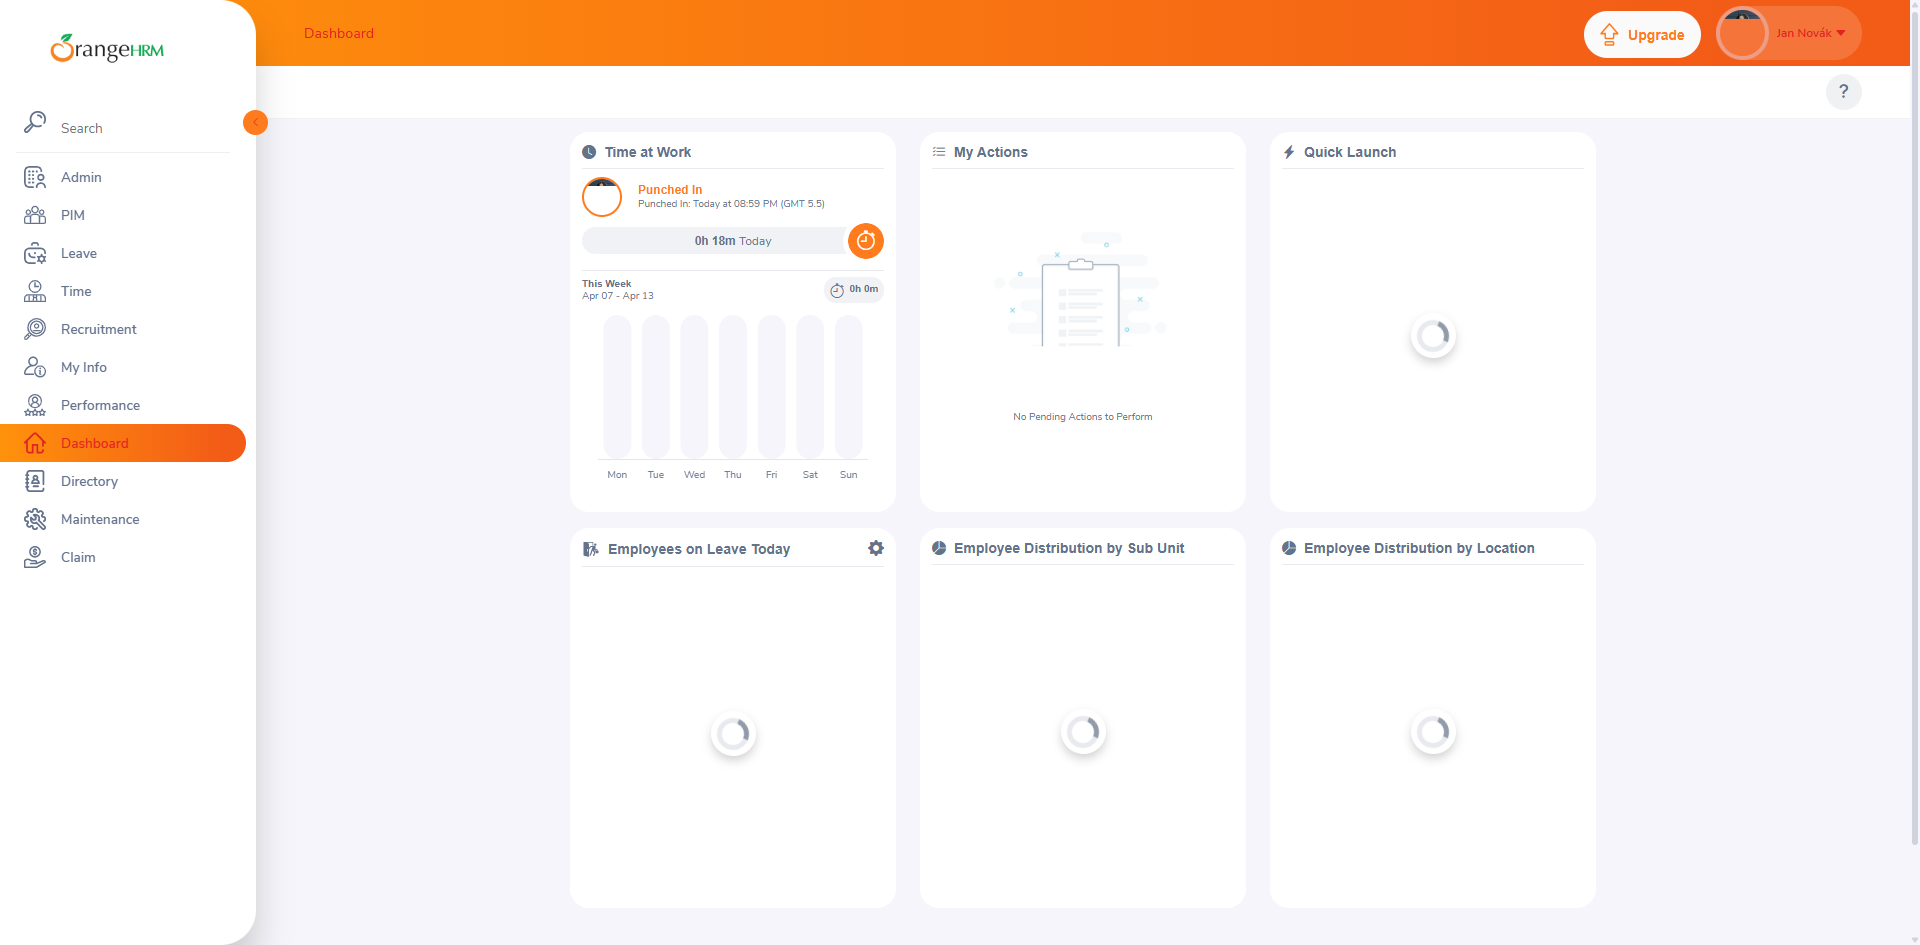 OrangeHRM
Dashboard
Upgrade
Jan Novák
?
Search
Admin
PIM
Leave
Time
Recruitment
My Info
Performance
Dashboard
Directory
Maintenance
Claim
Time at Work
Punched In
Punched In: Today at 08:59 PM (GMT 5.5)
0h 18m Today
This Week
Apr 07 - Apr 13
0h 0m
Mon Tue Wed Thu Fri Sat Sun
My Actions
No Pending Actions to Perform
Quick Launch
Employees on Leave Today
Employee Distribution by Sub Unit
Employee Distribution by Location